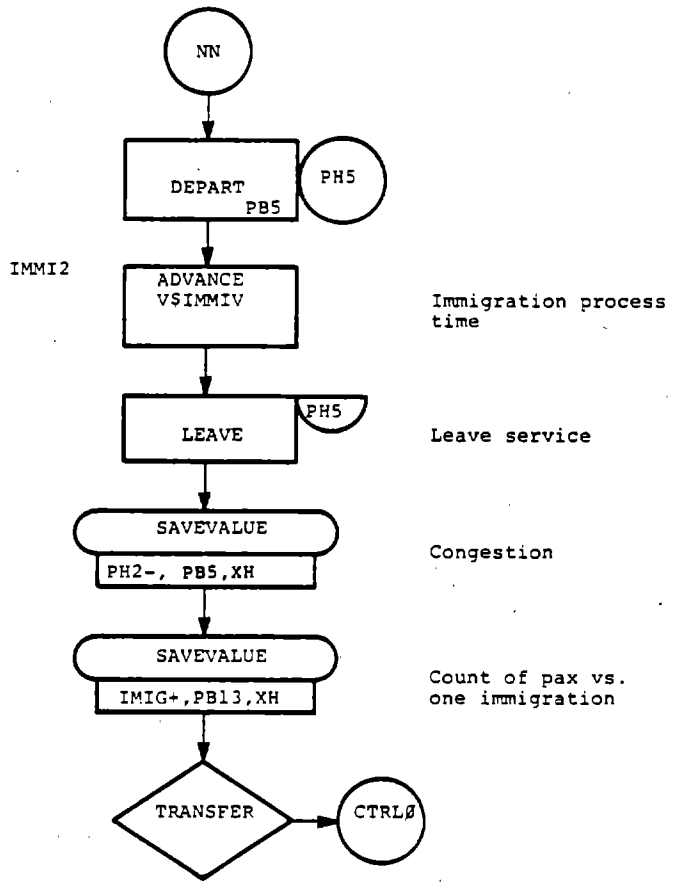 NN
DEPART
PB5
PH5
IMMI2
ADVANCE
V$IMMIV
Immigration process
time
LEAVE
PH5
Leave service
SAVEVALUE
PH2-, PB5,XH
Congestion
SAVEVALUE
IMIG+,PB13,XH
Count of pax vs.
one immigration
TRANSFER
CTRLØ